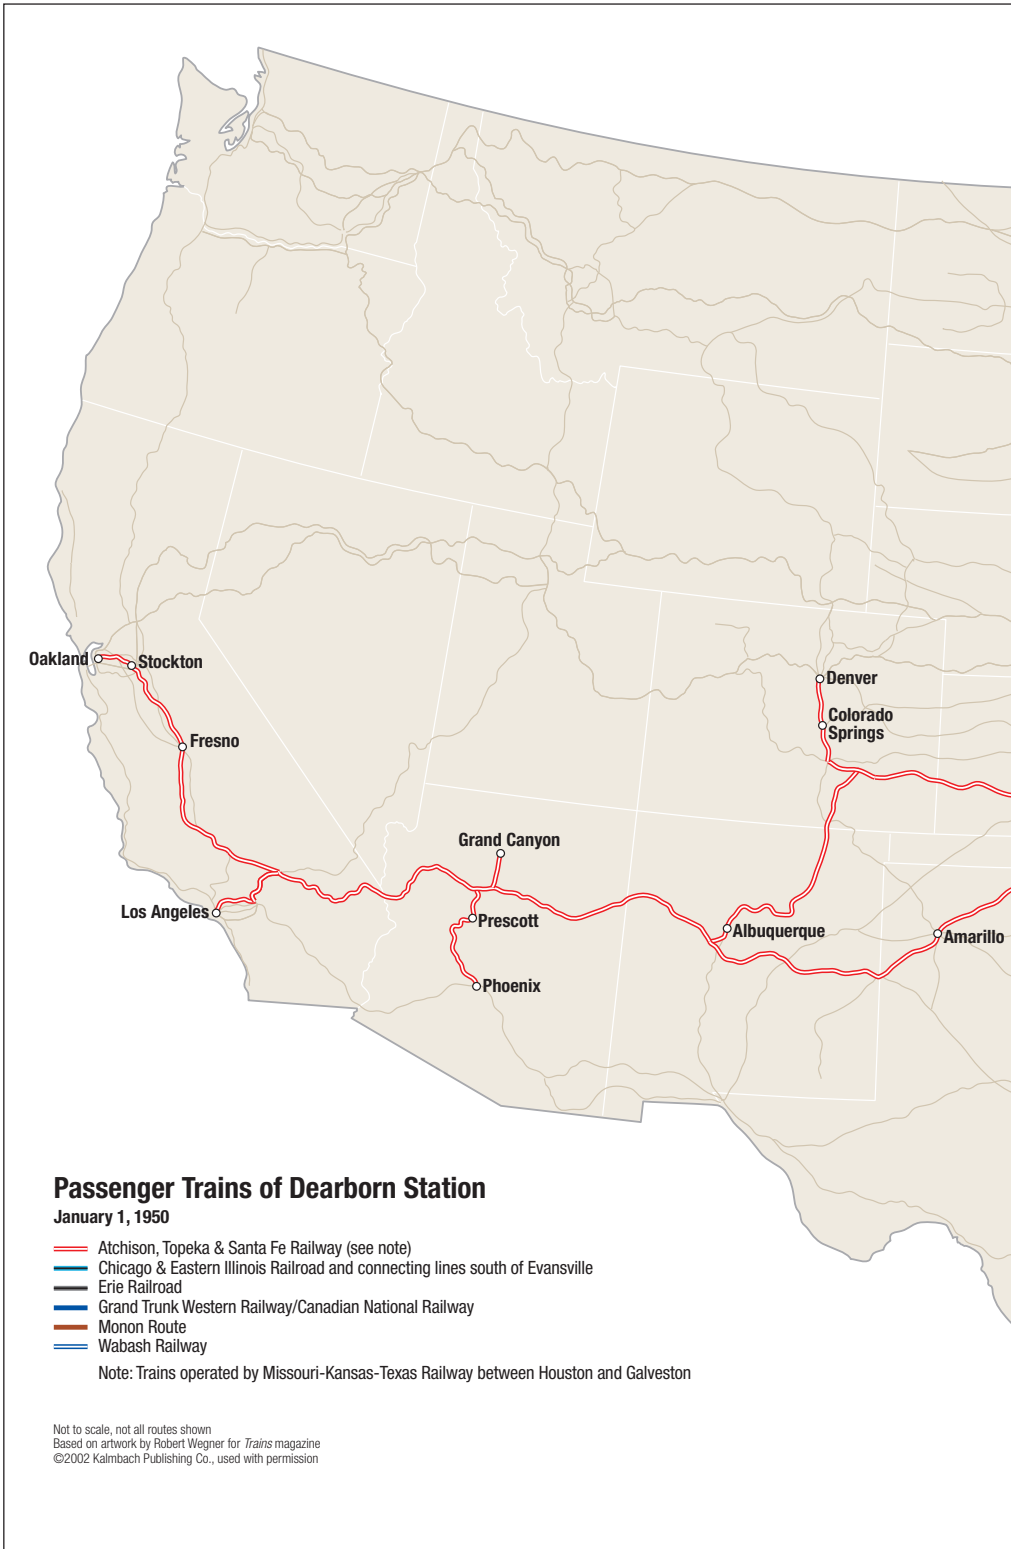 Oakland
Stockton
Fresno
Los Angeles
Grand Canyon
Prescott
Phoenix
Denver
Colorado
Springs
Albuquerque
Amarillo
Passenger Trains of Dearborn Station
January 1, 1950
Atchison, Topeka & Santa Fe Railway (see note)
Chicago & Eastern Illinois Railroad and connecting lines south of Evansville
Erie Railroad
Grand Trunk Western Railway/Canadian National Railway
Monon Route
Wabash Railway
Note: Trains operated by Missouri-Kansas-Texas Railway between Houston and Galveston
Not to scale, not all routes shown
Based on artwork by Robert Wegner for Trains magazine
©2002 Kalmbach Publishing Co., used with permission